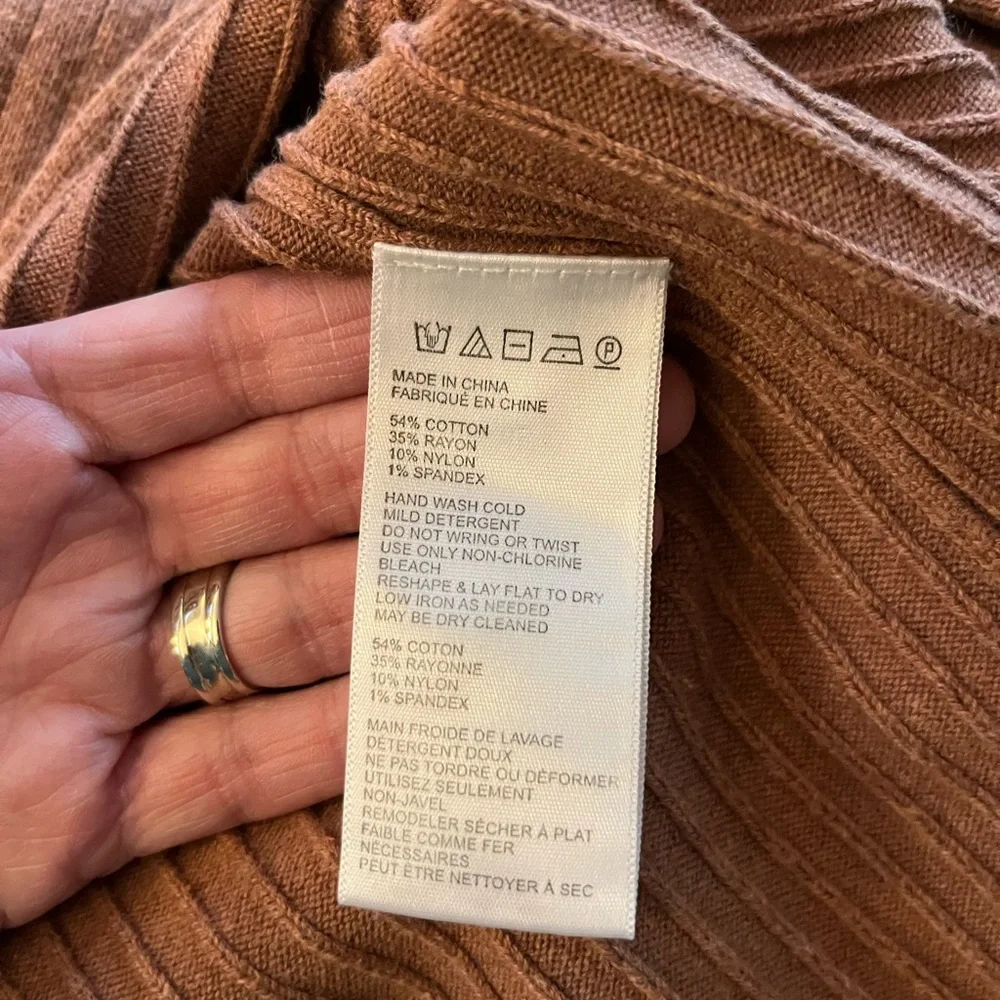 P
MADE IN CHINA
FABRIQUÉ EN CHINE
54% COTTON
35% RAYON
10% NYLON
1% SPANDEX
HAND WASH COLD
MILD DETERGENT
DO NOT WRING OR TWIST
USE ONLY NON-CHLORINE
BLEACH
RESHAPE & LAY FLAT TO DRY
LOW IRON AS NEEDED
MAY BE DRY CLEANED
54% COTON
35% RAYONNE
10% NYLON
1% SPANDEX
MAIN FROIDE DE LAVAGE
DÉTERGENT DOUX
NE PAS TORDRE OU DÉFORMER
UTILISEZ SEULEMENT
NON-JAVEL
REMODELER SÉCHER À PLAT
FAIBLE COMME FER
NÉCESSAIRES
PEUT ÊTRE NETTOYER À SEC